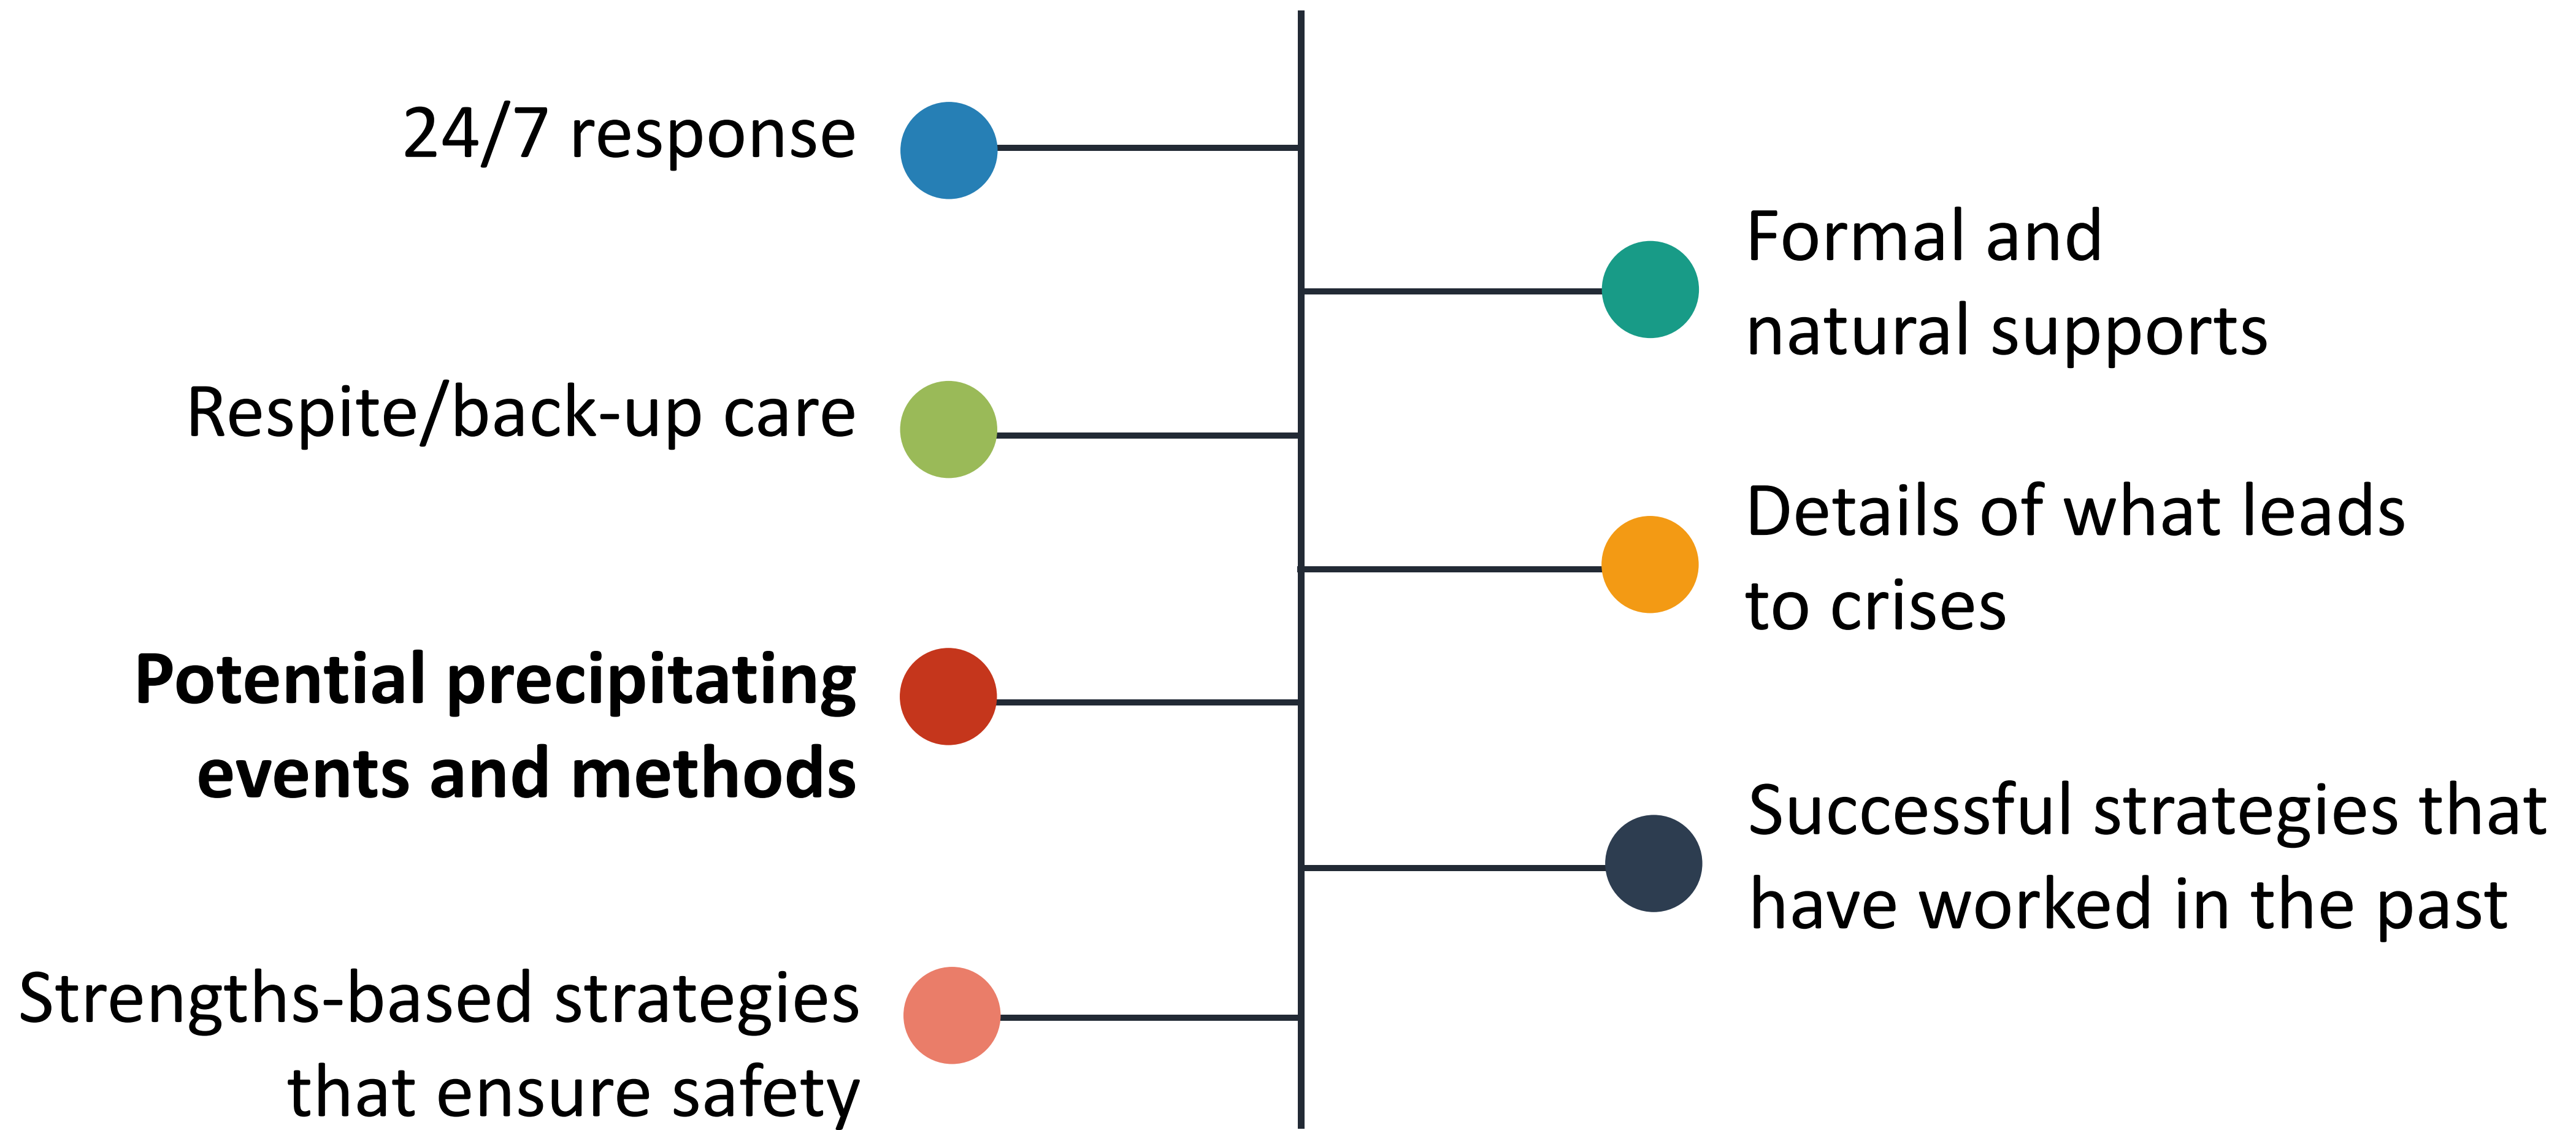 24/7 response
Formal and
natural supports
Respite/back-up care
Details of what leads
to crises
Potential precipitating
events and methods
Successful strategies that
have worked in the past
Strengths-based strategies
that ensure safety